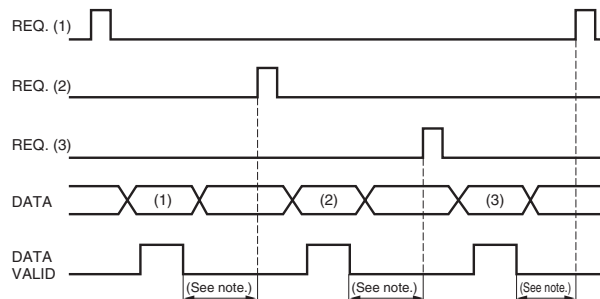 REQ. (1)
REQ. (2)
REQ. (3)
DATA (1) (2) (3)
DATA
VALID
(See note.) (See note.) (See note.)